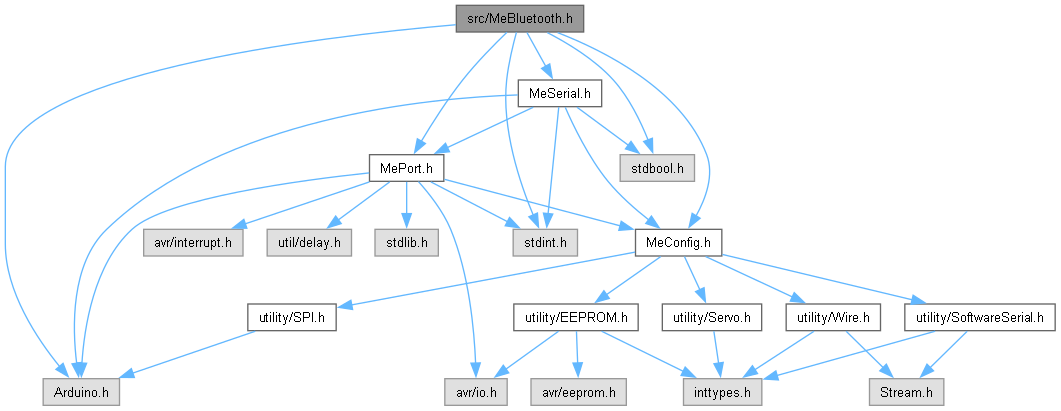 src/MeBluetooth.h
MeSerial.h
MePort.h
stdbool.h
avr/interrupt.h
util/delay.h
stdlib.h
stdint.h
MeConfig.h
utility/SPI.h
utility/EEPROM.h
utility/Servo.h
utility/Wire.h
utility/SoftwareSerial.h
Arduino.h
avr/io.h
avr/eeprom.h
inttypes.h
Stream.h